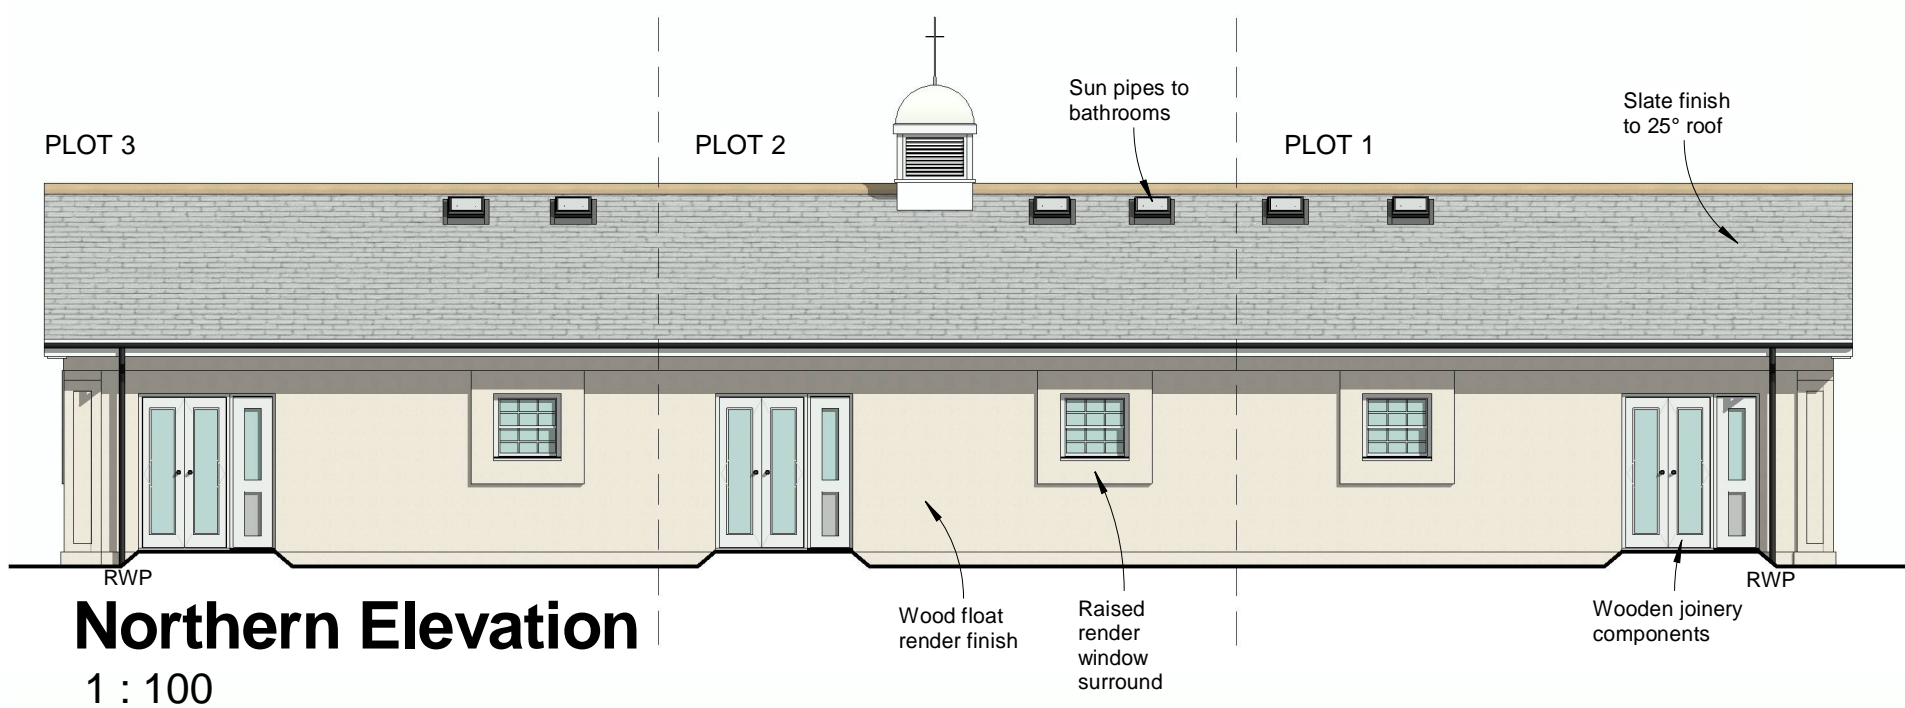 Sun pipes to
bathrooms
Slate finish
to 25° roof
PLOT 3
PLOT 2
PLOT 1
RWP
RWP
Northern Elevation
1 : 100
Wood float
render finish
Raised
render
window
surround
Wooden joinery
components